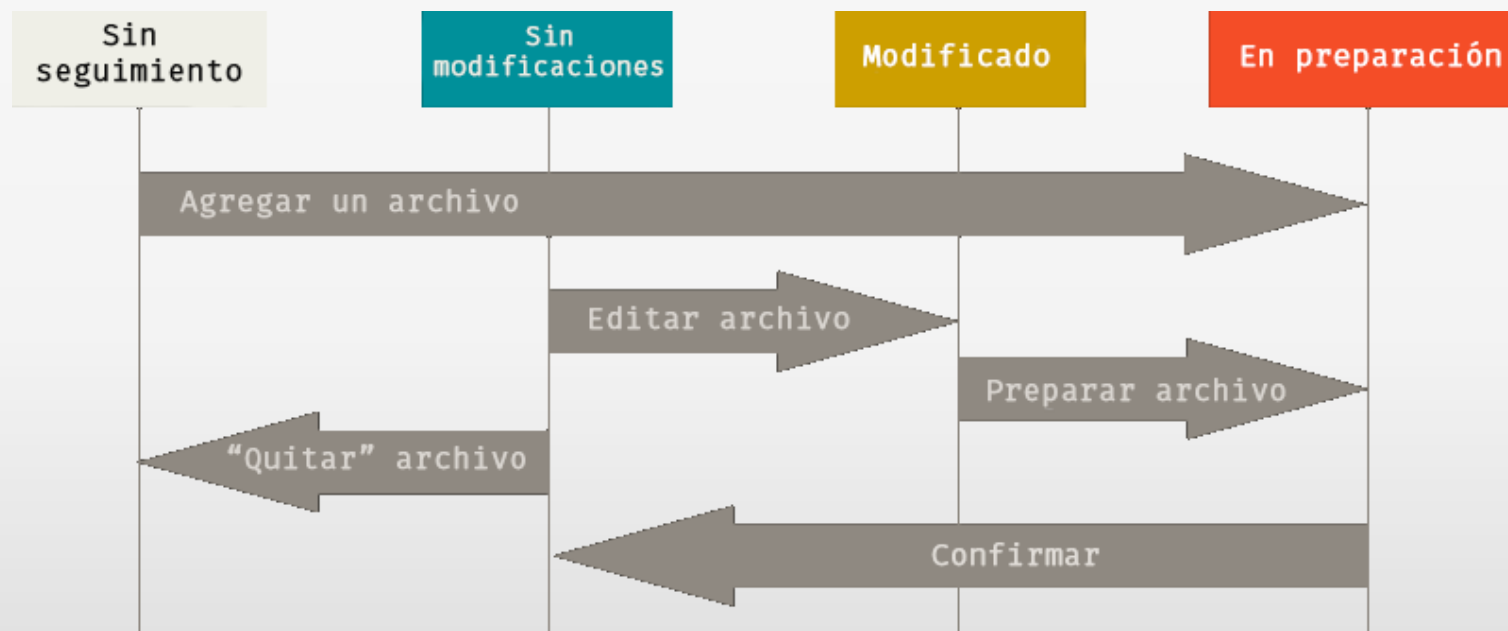 Sin
seguimiento
Sin
modificaciones
Modificado
En preparación
Agregar un archivo
Editar archivo
Preparar archivo
“Quitar” archivo
Confirmar